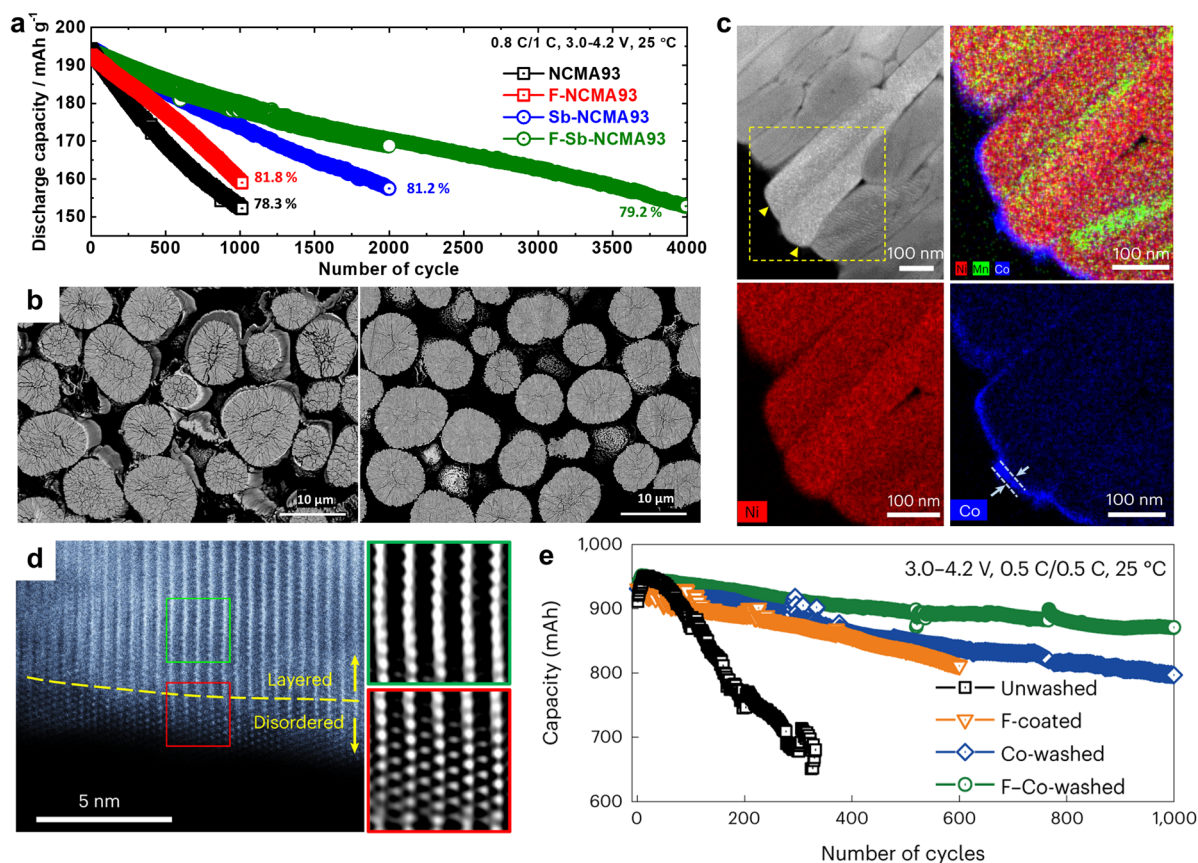 a
200
190
180
170
160
150
Discharge capacity / mAh g⁻¹
0.8 C/1 C, 3.0-4.2 V, 25 °C
NCMA93
F-NCMA93
Sb-NCMA93
F-Sb-NCMA93
81.8 %
78.3 %
81.2 %
79.2 %
0 500 1000 1500 2000 2500 3000 3500 4000
Number of cycle
b
10 µm
10 µm
c
100 nm
Ni Mn Co
100 nm
Ni
100 nm
Co
100 nm
d
Layered
Disordered
5 nm
e
1,000
900
800
700
600
Capacity (mAh)
3.0–4.2 V, 0.5 C/0.5 C, 25 °C
Unwashed
F-coated
Co-washed
F–Co-washed
0 200 400 600 800 1,000
Number of cycles